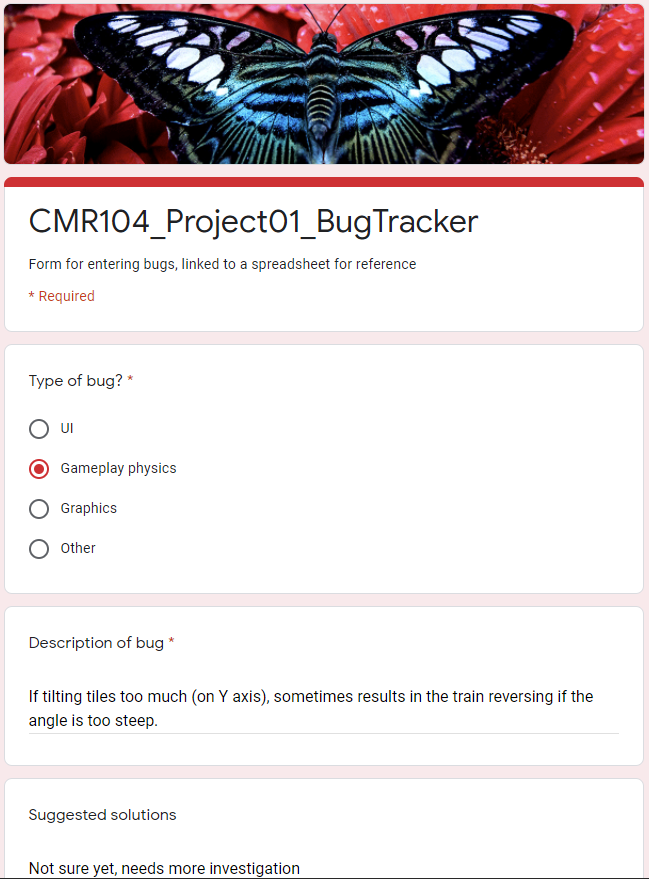 CMR104_Project01_BugTracker
Form for entering bugs, linked to a spreadsheet for reference
* Required
Type of bug? *
UI
Gameplay physics
Graphics
Other
Description of bug *
If tilting tiles too much (on Y axis), sometimes results in the train reversing if the
angle is too steep.
Suggested solutions
Not sure yet, needs more investigation